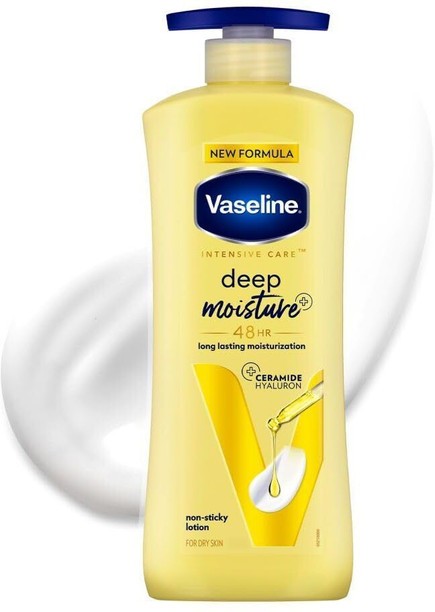 NEW FORMULA
Vaseline
INTENSIVE CARE™
deep
moisture+
48HR
long lasting moisturization
+CERAMIDE
HYALURON
non-sticky
lotion
FOR DRY SKIN